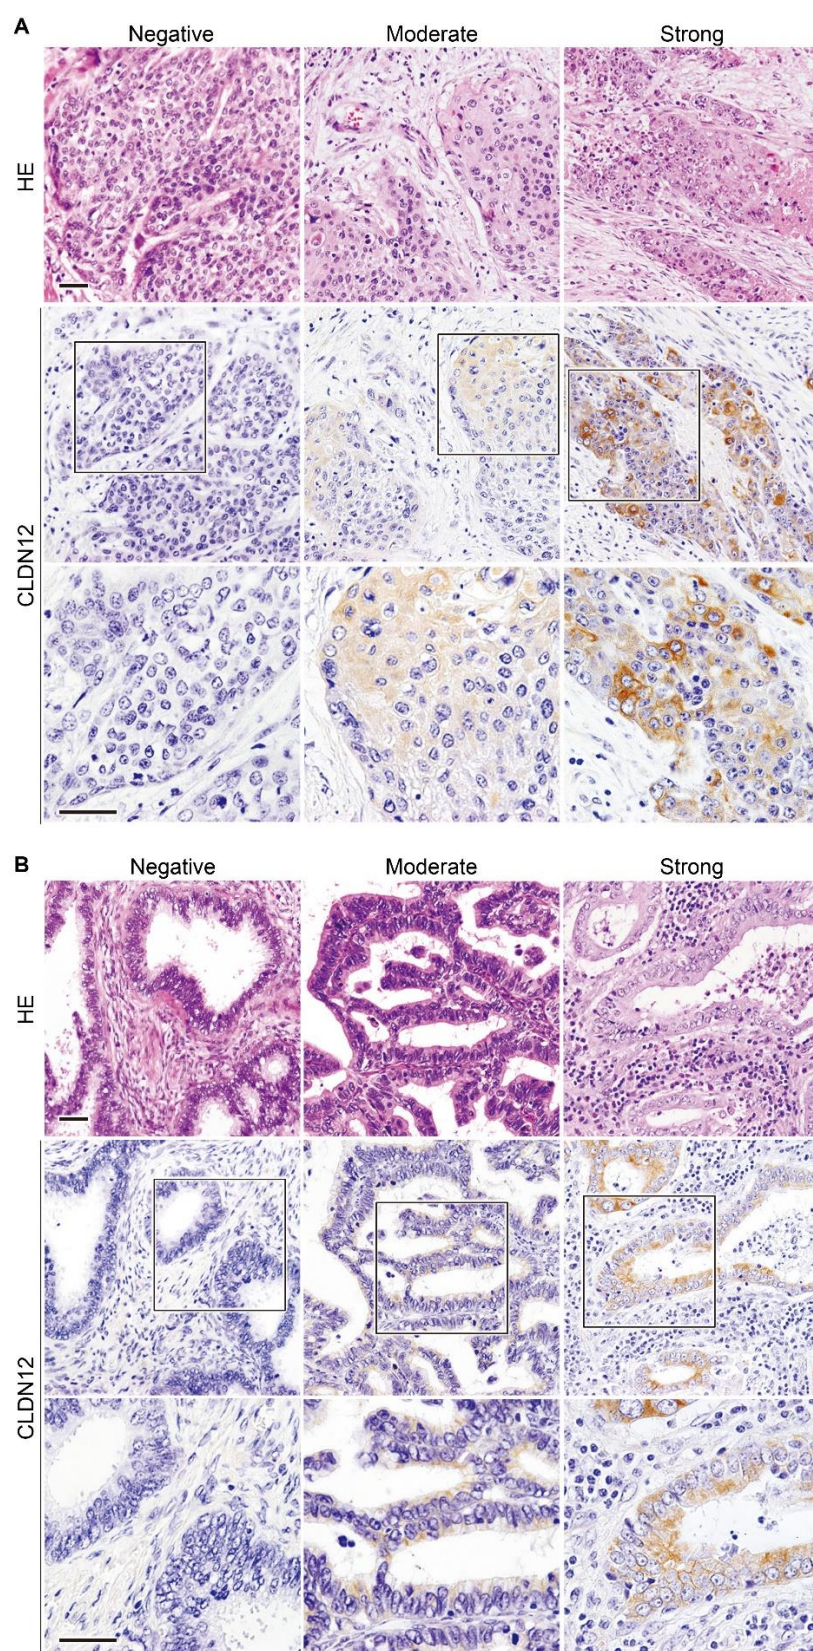 A
Negative Moderate Strong
HE
CLDN12
B
Negative Moderate Strong
HE
CLDN12